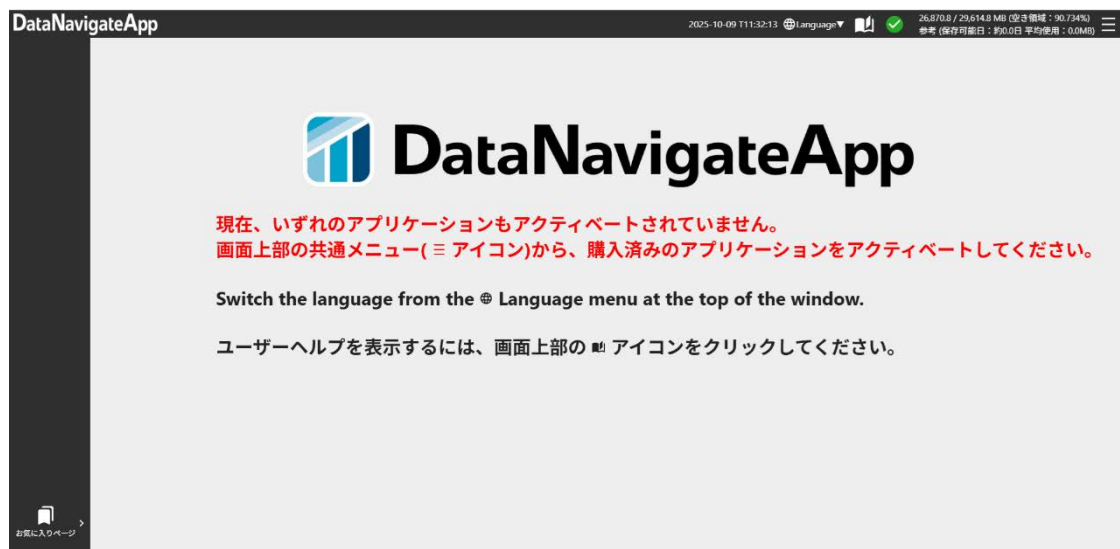 DataNavigateApp
2025-10-09 T11:32:13 Language▼
26,870.8 / 29,614.8 MB (空き領域：90.734%)
参考 (保存可能日：約0.0日 平均使用：0.0MB)
DataNavigateApp
現在、いずれのアプリケーションもアクティベートされていません。
画面上部の共通メニュー( ☰ アイコン)から、購入済みのアプリケーションをアクティベートしてください。
Switch the language from the 🌐 Language menu at the top of the window.
ユーザーヘルプを表示するには、画面上部の アイコンをクリックしてください。
お気に入りページ